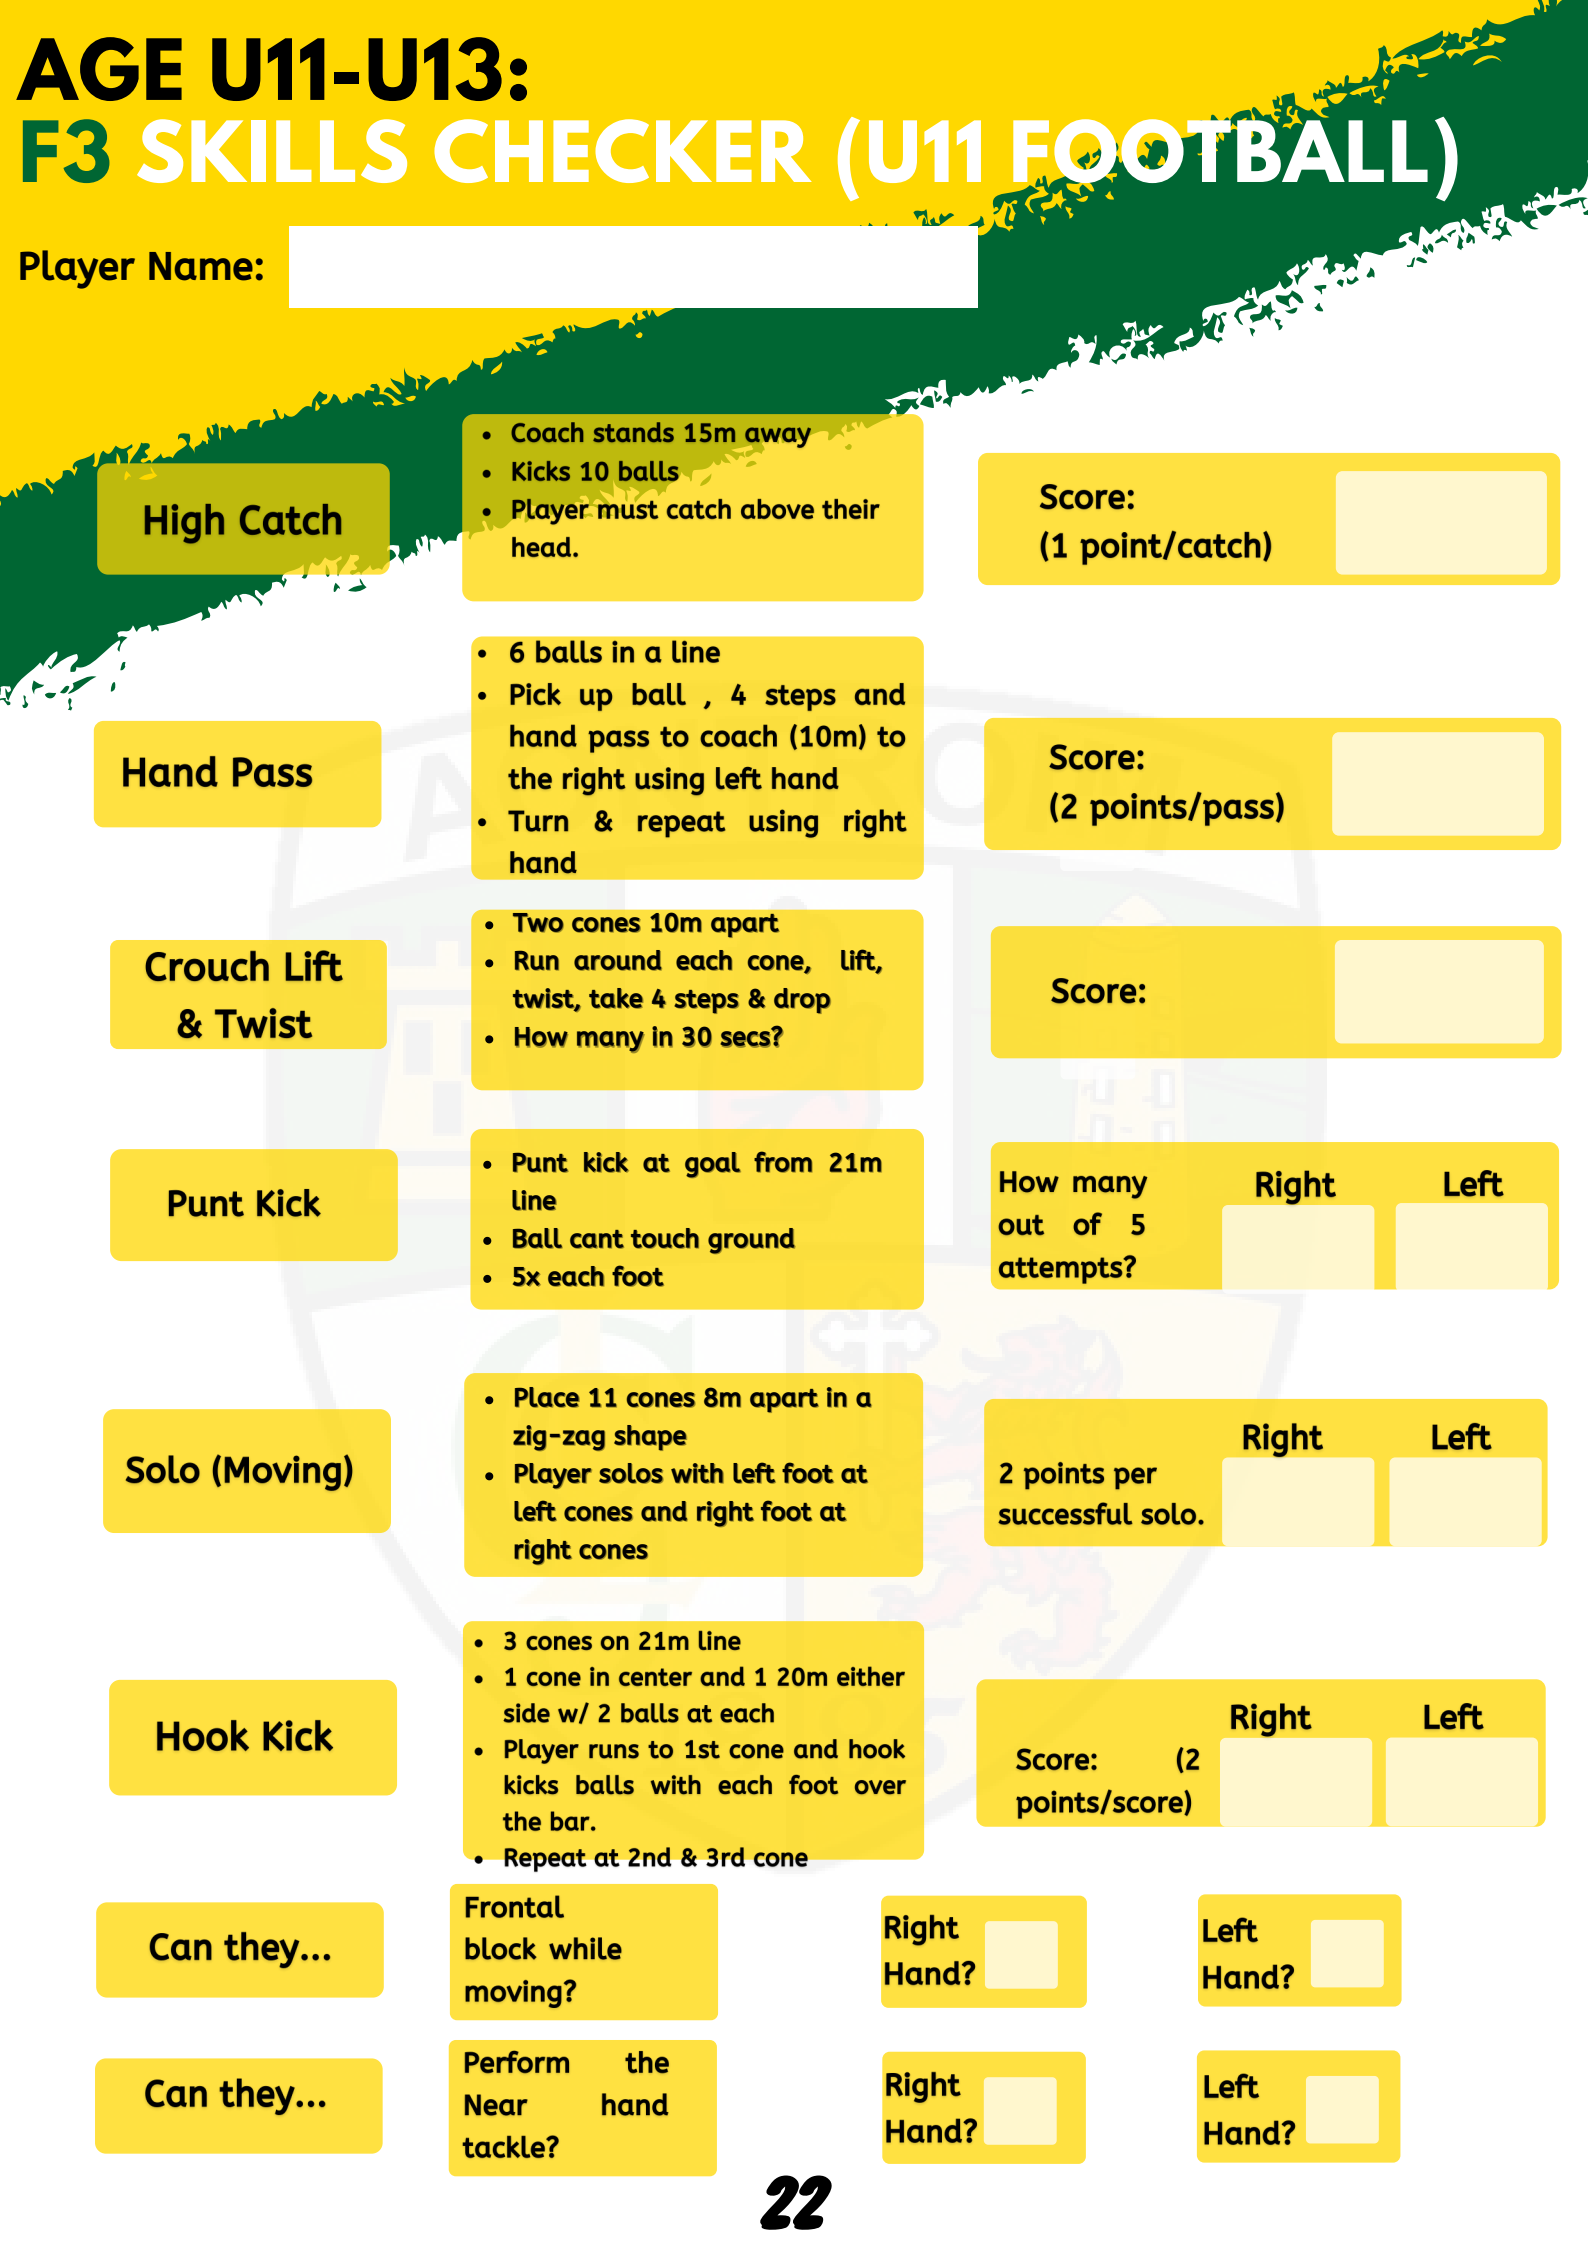 AGE U11-U13:
F3 SKILLS CHECKER (U11 FOOTBALL)
Player Name:
High Catch
• Coach stands 15m away
• Kicks 10 balls
• Player must catch above their
head.
Score:
(1 point/catch)
Hand Pass
• 6 balls in a line
• Pick up ball , 4 steps and
hand pass to coach (10m) to
the right using left hand
• Turn & repeat using right
hand
Score:
(2 points/pass)
Crouch Lift
& Twist
• Two cones 10m apart
• Run around each cone, lift,
twist, take 4 steps & drop
• How many in 30 secs?
Score:
Punt Kick
• Punt kick at goal from 21m
line
• Ball cant touch ground
• 5x each foot
How many
out of 5
attempts?
Right
Left
Solo (Moving)
• Place 11 cones 8m apart in a
zig-zag shape
• Player solos with left foot at
left cones and right foot at
right cones
2 points per
successful solo.
Right
Left
Hook Kick
• 3 cones on 21m line
• 1 cone in center and 1 20m either
side w/ 2 balls at each
• Player runs to 1st cone and hook
kicks balls with each foot over
the bar.
• Repeat at 2nd & 3rd cone
Score: (2
points/score)
Right
Left
Can they...
Frontal
block while
moving?
Right
Hand?
Left
Hand?
Can they...
Perform the
Near hand
tackle?
Right
Hand?
Left
Hand?
22